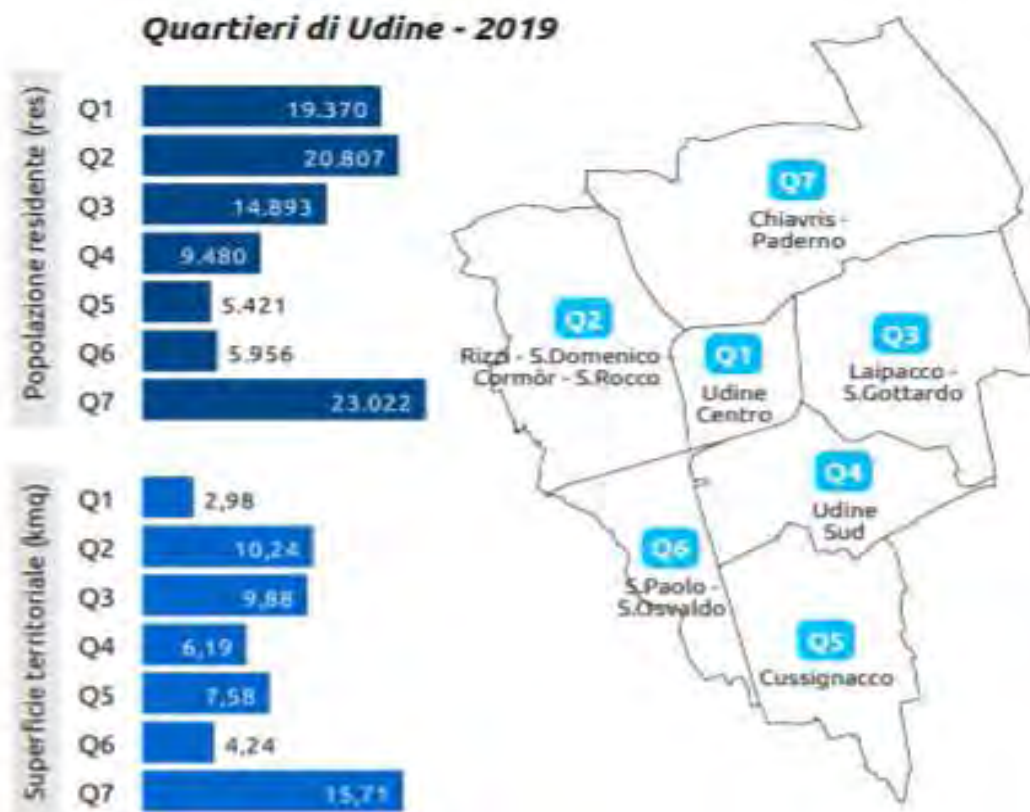 Quartieri di Udine - 2019
Popolazione residente (res)
Q1 19.370
Q2 20.807
Q3 14.893
Q4 9.480
Q5 5.421
Q6 5.956
Q7 23.022
Superficie territoriale (kmq)
Q1 2,98
Q2 10,24
Q3 9,88
Q4 6,19
Q5 7,58
Q6 4,24
Q7 15,71
Q7
Chiavris -
Paderno
Q2
Rizzi - S.Domenico -
Cormôr - S.Rocco
Q1
Udine
Centro
Q3
Laipacco -
S.Gottardo
Q4
Udine
Sud
Q6
S.Paolo -
S.Osvaldo
Q5
Cussignacco